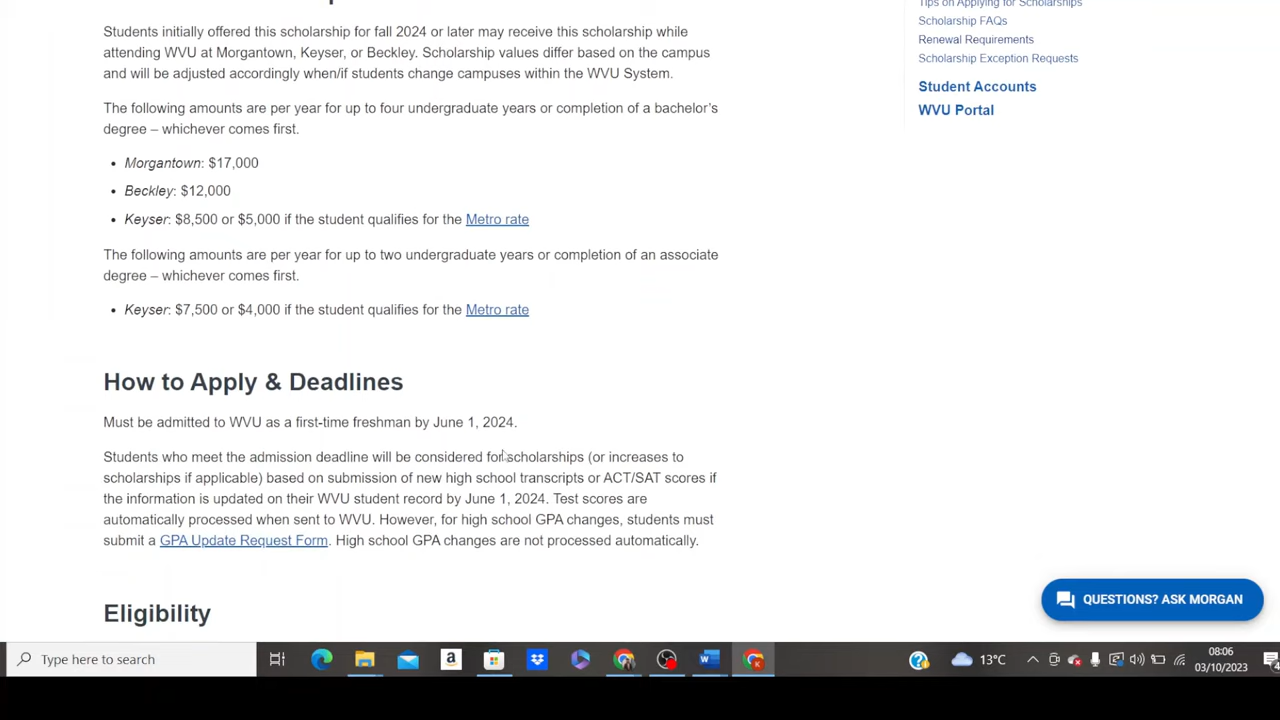 Students initially offered this scholarship for fall 2024 or later may receive this scholarship while
attending WVU at Morgantown, Keyser, or Beckley. Scholarship values differ based on the campus
and will be adjusted accordingly when/if students change campuses within the WVU System.
The following amounts are per year for up to four undergraduate years or completion of a bachelor's
degree – whichever comes first.
• Morgantown: $17,000
• Beckley: $12,000
• Keyser: $8,500 or $5,000 if the student qualifies for the Metro rate
The following amounts are per year for up to two undergraduate years or completion of an associate
degree – whichever comes first.
• Keyser: $7,500 or $4,000 if the student qualifies for the Metro rate
How to Apply & Deadlines
Must be admitted to WVU as a first-time freshman by June 1, 2024.
Students who meet the admission deadline will be considered for scholarships (or increases to
scholarships if applicable) based on submission of new high school transcripts or ACT/SAT scores if
the information is updated on their WVU student record by June 1, 2024. Test scores are
automatically processed when sent to WVU. However, for high school GPA changes, students must
submit a GPA Update Request Form. High school GPA changes are not processed automatically.
Eligibility
Tips on Applying for Scholarships
Scholarship FAQs
Renewal Requirements
Scholarship Exception Requests
Student Accounts
WVU Portal
QUESTIONS? ASK MORGAN
Type here to search
13°C
08:06
03/10/2023